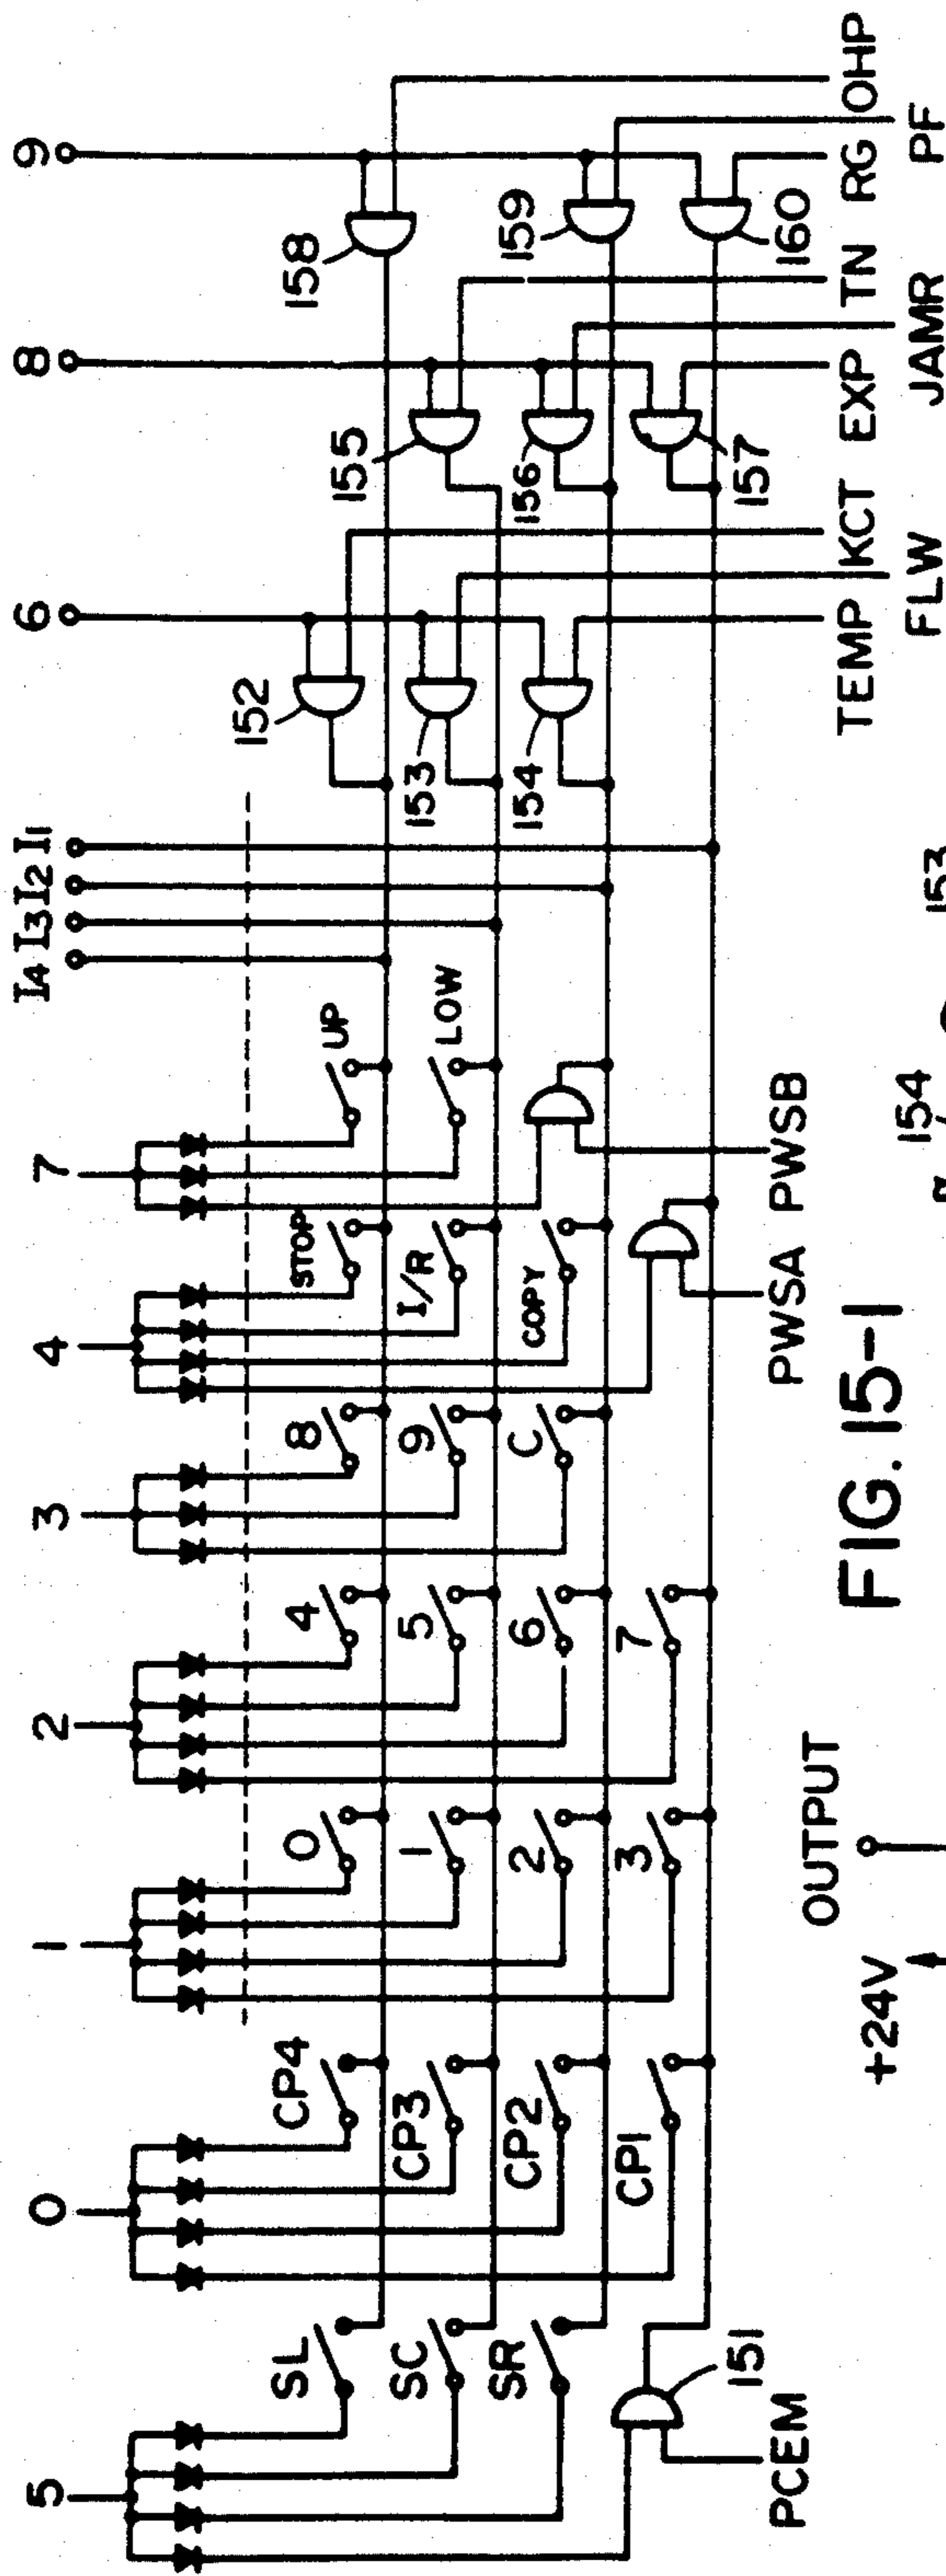 5 0 1 2 3 4 7 I4 I3 I2 I1 6 8 9
SL CP4 0 4 8 STOP UP 152 158
SC CP3 1 5 9 I/R LOW 153 155
SR CP2 2 6 C COPY 154 156 159
CP1 3 7 157 160
151
PCEM PWSA PWSB TEMP KCT EXP TN RG OHP
FLW JAMR PF
FIG. 15-1
OUTPUT
+24V
154 153